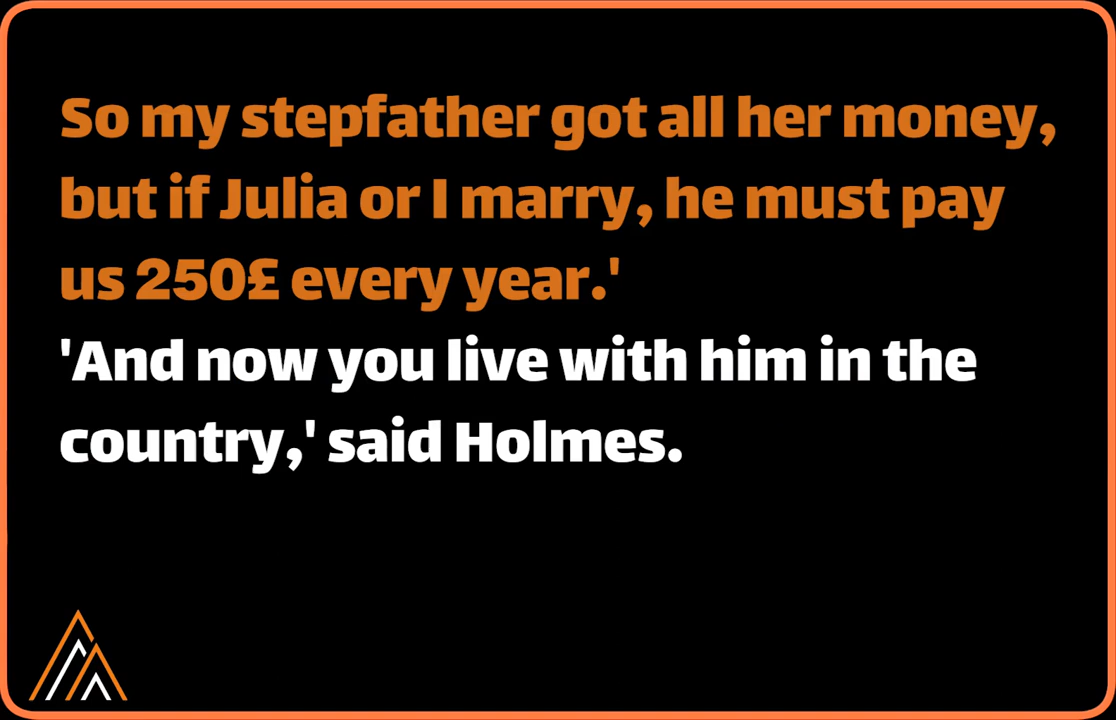 So my stepfather got all her money,
but if Julia or I marry, he must pay
us 250£ every year.'
'And now you live with him in the
country,' said Holmes.